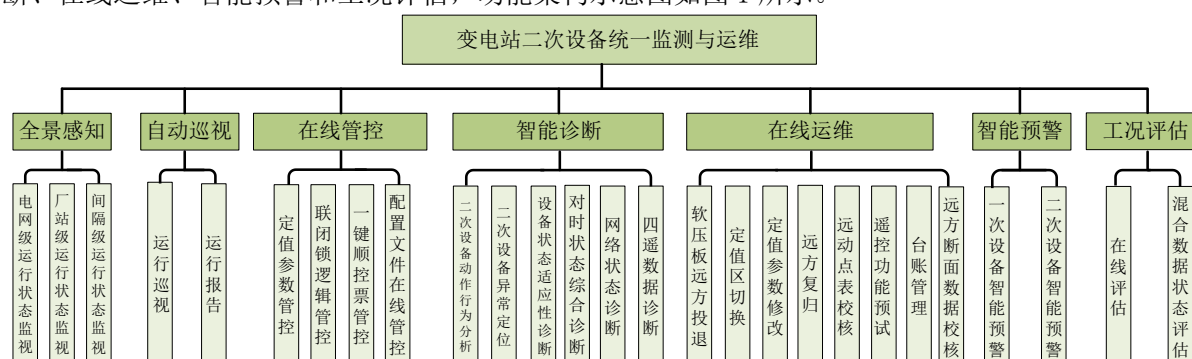 断、在线运维、智能预警和工况评估，功能架构示意图如图1所示。
变电站二次设备统一监测与运维
全景感知
自动巡视
在线管控
智能诊断
在线运维
智能预警
工况评估
电网级运行状态监视
厂站级运行状态监视
间隔级运行状态监视
运行巡视
运行报告
定值参数管控
联闭锁逻辑管控
一键顺控票管控
配置文件在线管控
二次设备动作行为分析
二次设备异常定位
设备状态适应性诊断
对时状态综合诊断
网络状态诊断
四遥数据诊断
软压板远方投退
定值区切换
定值参数修改
远方复归
远动点表校核
遥控功能预试
台账管理
远方断面数据校核
一次设备智能预警
二次设备智能预警
在线评估
混合数据状态评估